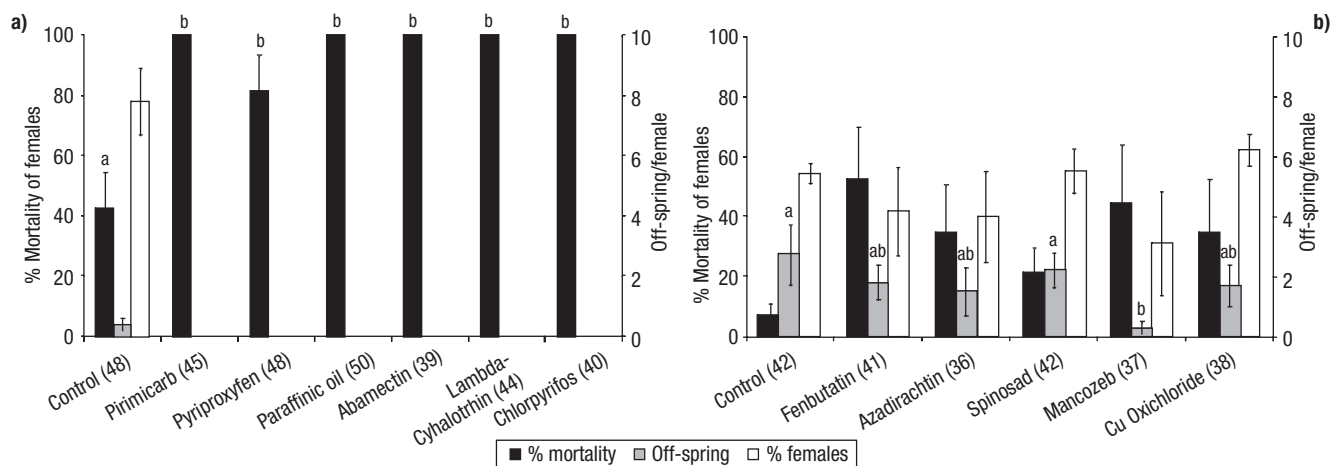 a)
% Mortality of females
100
80
60
40
20
0
a
b
b
b
b
b
b
10
8
6
4
2
0
Off-spring/female
Control (48)
Pirimicarb (45)
Pyriproxyfen (48)
Paraffinic oil (50)
Abamectin (39)
Lambda-
Cyhalotrhin (44)
Chlorpyrifos (40)
b)
% Mortality of females
100
80
60
40
20
0
a
ab
ab
a
b
ab
10
8
6
4
2
0
Off-spring/female
Control (42)
Fenbutatin (41)
Azadirachtin (36)
Spinosad (42)
Mancozeb (37)
Cu Oxichloride (38)
% mortality Off-spring % females